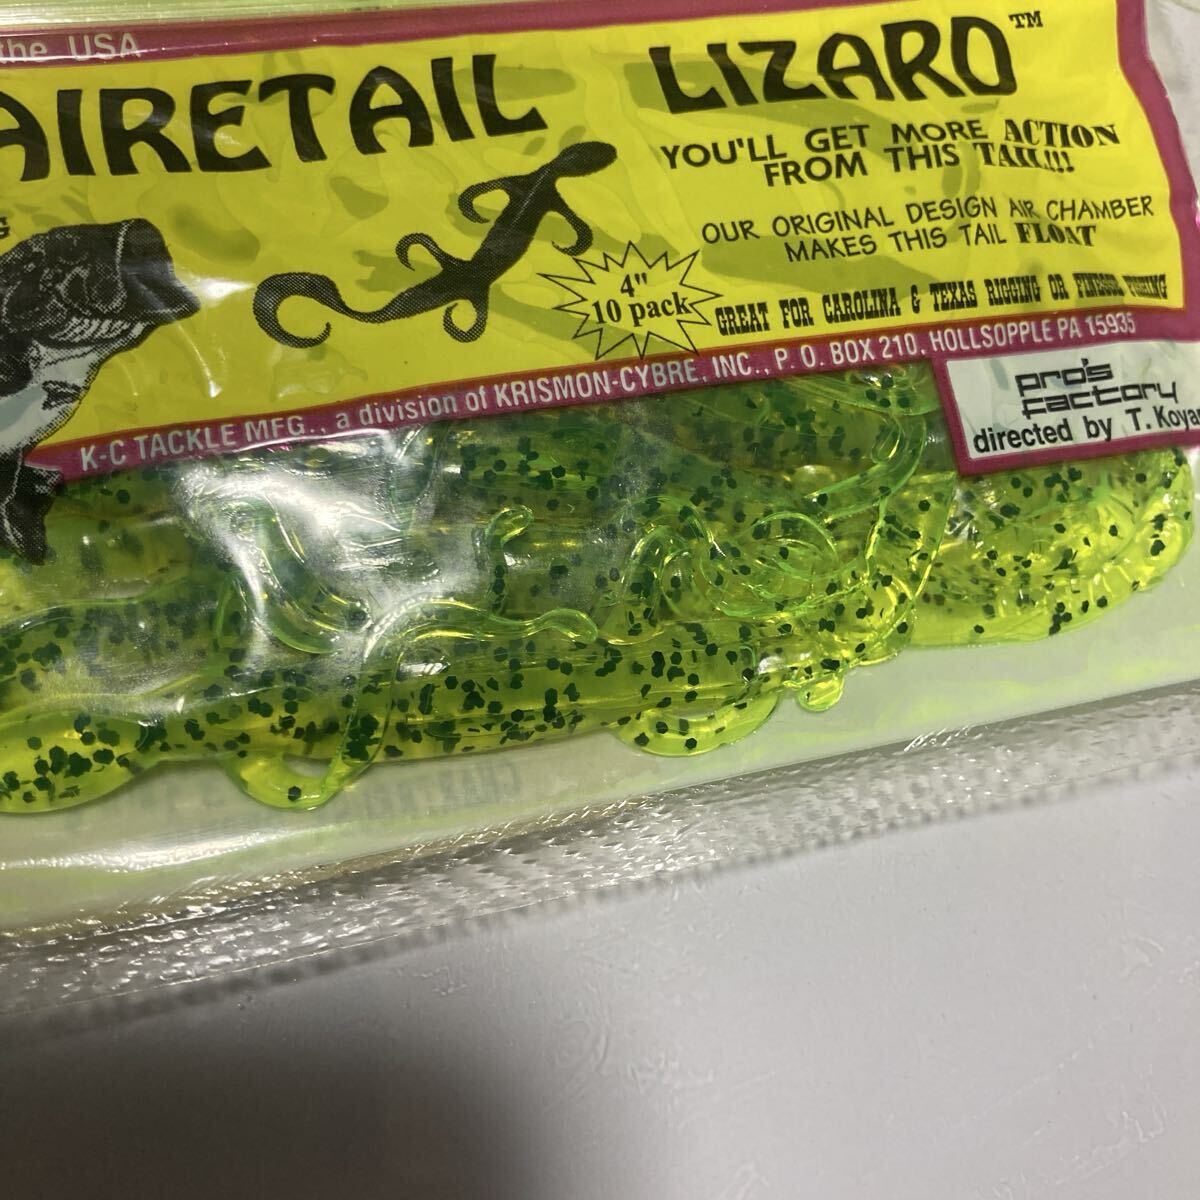 the USA
AIRETAIL LIZARD™
YOU'LL GET MORE ACTION
FROM THIS TAIL!!!
OUR ORIGINAL DESIGN AIR CHAMBER
MAKES THIS TAIL FLOAT
4"
10 pack
GREAT FOR CAROLINA & TEXAS RIGGING OR FINESSE FISHING
K-C TACKLE MFG., a division of KRISMON-CYBRE, INC., P. O. BOX 210, HOLLSOPPLE PA 15935
pro's
factory
directed by T. Koya